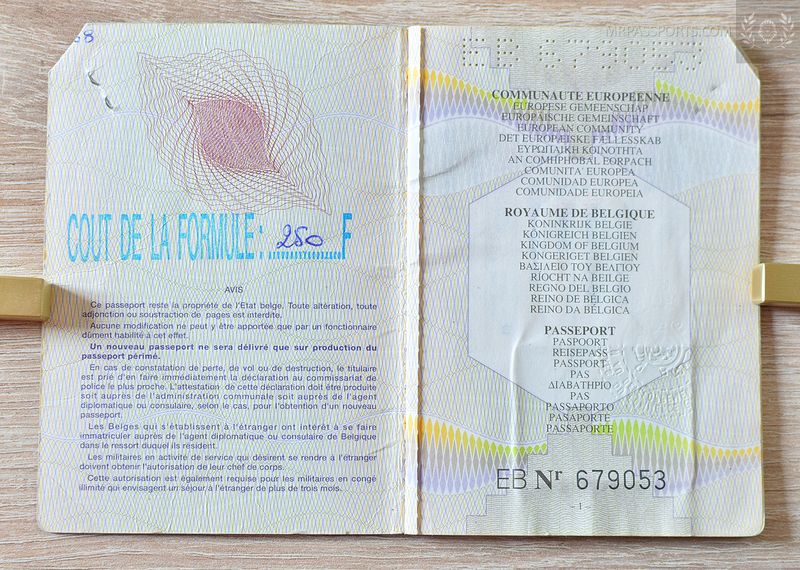 68
COUT DE LA FORMULE: 250 F
AVIS
Ce passeport reste la propriété de l'Etat belge. Toute altération, toute
adjonction ou soustraction de pages est interdite.
Aucune modification ne peut y être apportée que par un fonctionnaire
dûment habilité à cet effet.
Un nouveau passeport ne sera délivré que sur production du
passeport périmé.
En cas de constatation de perte, de vol ou de destruction, le titulaire
est prié d'en faire immédiatement la déclaration au commissariat de
police le plus proche. L'attestation de cette déclaration doit être produite
soit auprès de l'administration communale soit auprès de l'agent
diplomatique ou consulaire, selon le cas, pour l'obtention d'un nouveau
passeport.
Les Belges qui s'établissent à l'étranger ont intérêt à se faire
immatriculer auprès de l'agent diplomatique ou consulaire de Belgique
dans le ressort duquel ils résident.
Les militaires en activité de service qui désirent se rendre à l'étranger
doivent obtenir l'autorisation de leur chef de corps.
Cette autorisation est également requise pour les militaires en congé
illimité qui envisagent un séjour à l'étranger de plus de trois mois.
MRPASSPORTS.COM
EB 679053
COMMUNAUTE EUROPEENNE
EUROPESE GEMEENSCHAP
EUROPÄISCHE GEMEINSCHAFT
EUROPEAN COMMUNITY
DET EUROPÆISKE FÆLLESSKAB
ΕΥΡΩΠΑΙΚΗ ΚΟΙΝΟΤΗΤΑ
AN COMHPHOBAL EORPACH
COMUNITA' EUROPEA
COMUNIDAD EUROPEA
COMUNIDADE EUROPEIA
ROYAUME DE BELGIQUE
KONINKRIJK BELGIE
KÖNIGREICH BELGIEN
KINGDOM OF BELGIUM
KONGERIGET BELGIEN
ΒΑΣΙΛΕΙΟ ΤΟΥ ΒΕΛΓΙΟΥ
RÍOCHT NA BEILGE
REGNO DEL BELGIO
REINO DE BÉLGICA
REINO DA BÉLGICA
PASSEPORT
PASPOORT
REISEPASS
PASSPORT
PAS
ΔΙΑΒΑΤΗΡΙΟ
PAS
PASSAPORTO
PASAPORTE
PASSAPORTE
EB Nr 679053
- 1 -